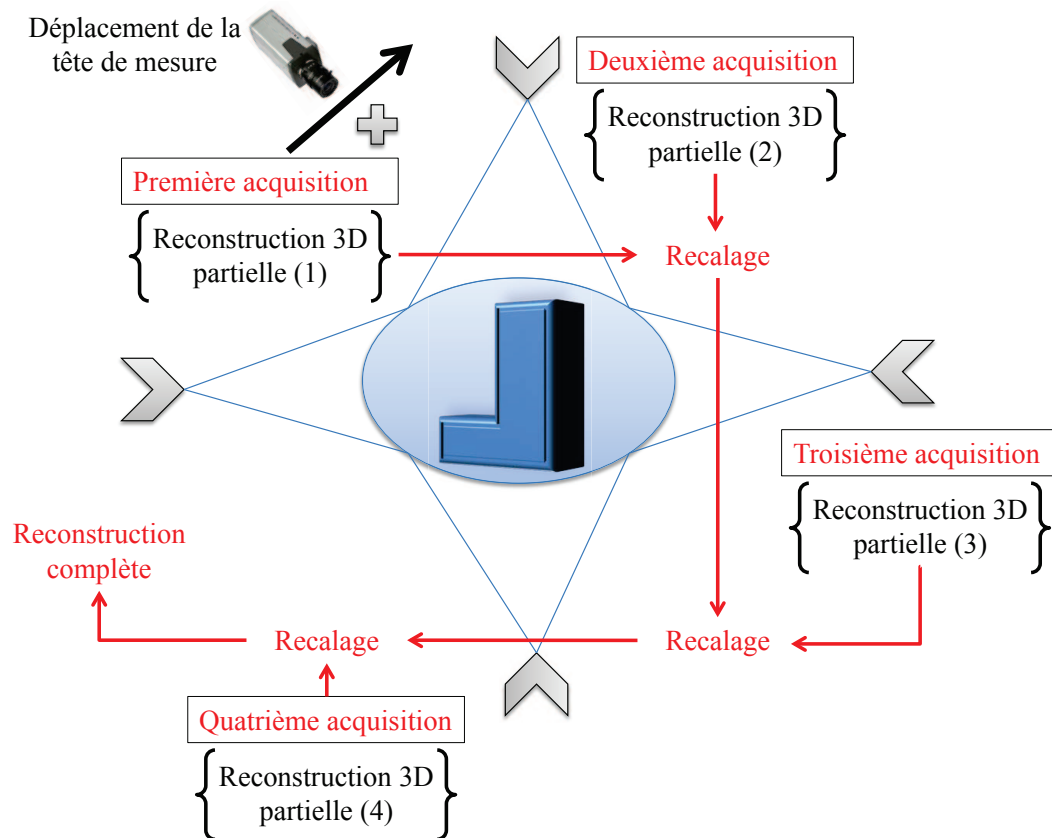 Déplacement de la
tête de mesure
Deuxième acquisition
Reconstruction 3D
partielle (2)
Première acquisition
Reconstruction 3D
partielle (1)
Recalage
Troisième acquisition
Reconstruction 3D
partielle (3)
Reconstruction
complète
Recalage
Recalage
Quatrième acquisition
Reconstruction 3D
partielle (4)